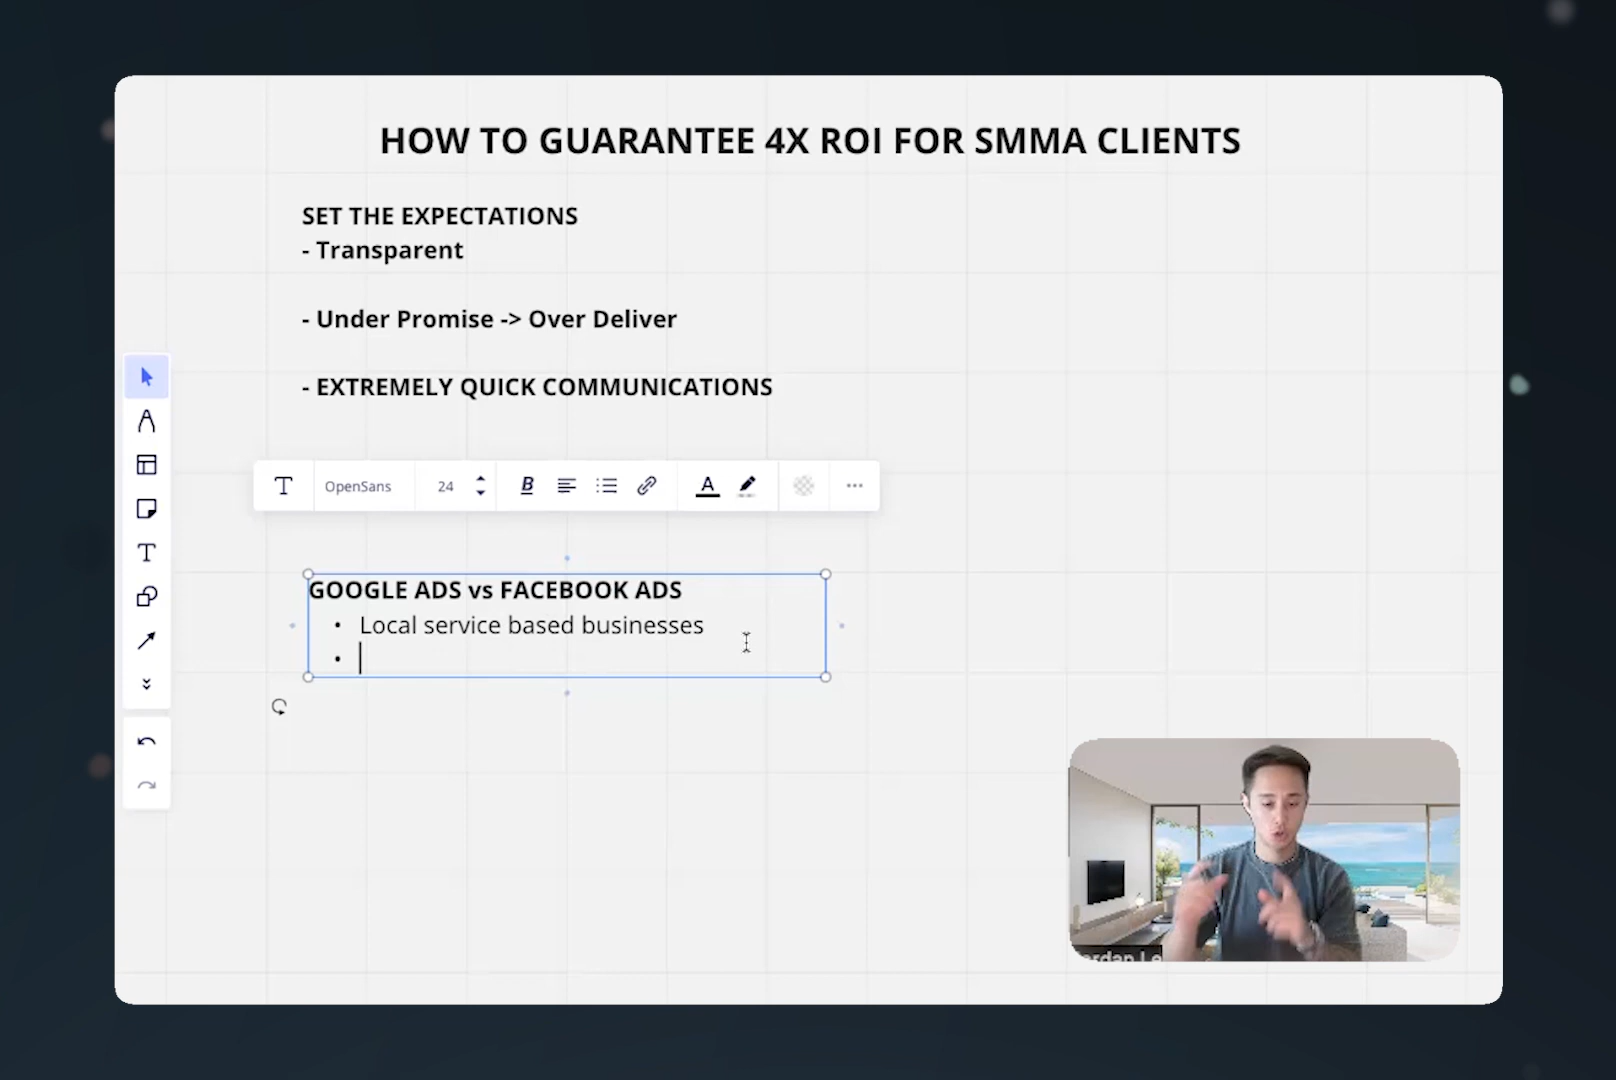 HOW TO GUARANTEE 4X ROI FOR SMMA CLIENTS
SET THE EXPECTATIONS
- Transparent
- Under Promise -> Over Deliver
- EXTREMELY QUICK COMMUNICATIONS
OpenSans
24
B
A
GOOGLE ADS vs FACEBOOK ADS
• Local service based businesses
•